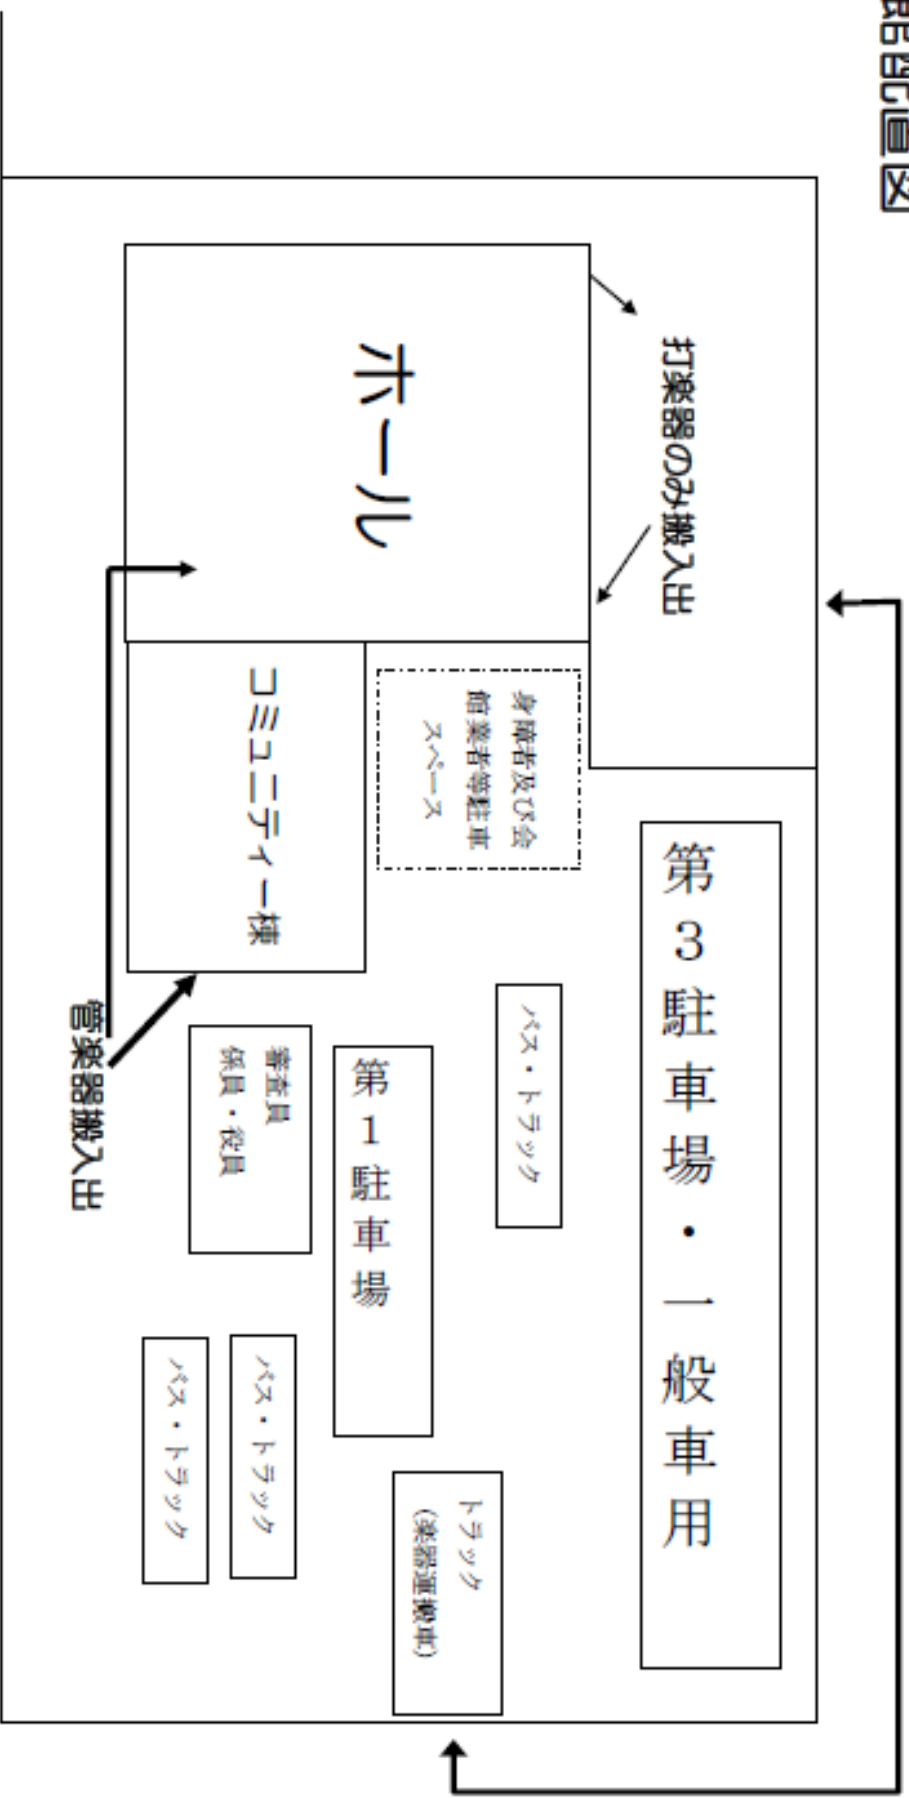 配置図
打楽器のみ搬入出
ホール
身障者及び会
館業者等駐車
スペース
コミュニティー棟
第3駐車場・一般車用
バス・トラック
第1駐車場
審査員
係員・役員
管楽器搬入出
トラック
(楽器運搬車)
バス・トラック
バス・トラック